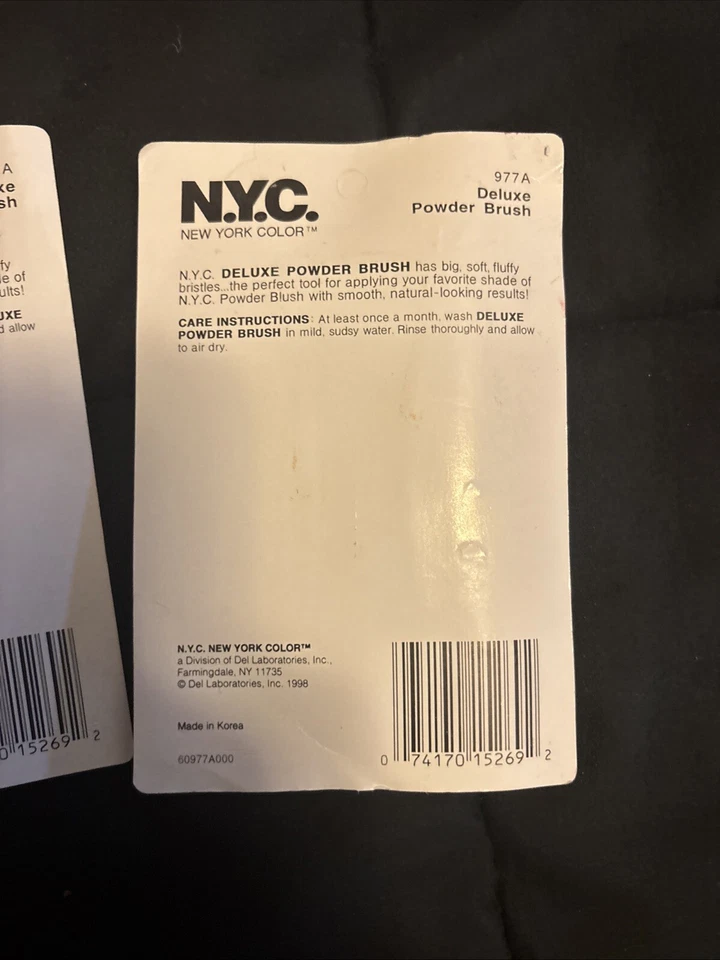 A
ke
sh
fy
le of
ults!
UXE
d allow
0 15269 2
977A
Deluxe
Powder Brush
N.Y.C.
NEW YORK COLOR™
N.Y.C. DELUXE POWDER BRUSH has big, soft, fluffy
bristles...the perfect tool for applying your favorite shade of
N.Y.C. Powder Blush with smooth, natural-looking results!
CARE INSTRUCTIONS: At least once a month, wash DELUXE
POWDER BRUSH in mild, sudsy water. Rinse thoroughly and allow
to air dry.
N.Y.C. NEW YORK COLOR™
a Division of Del Laboratories, Inc.,
Farmingdale, NY 11735
© Del Laboratories, Inc. 1998
Made in Korea
60977A000
0 74170 15269 2